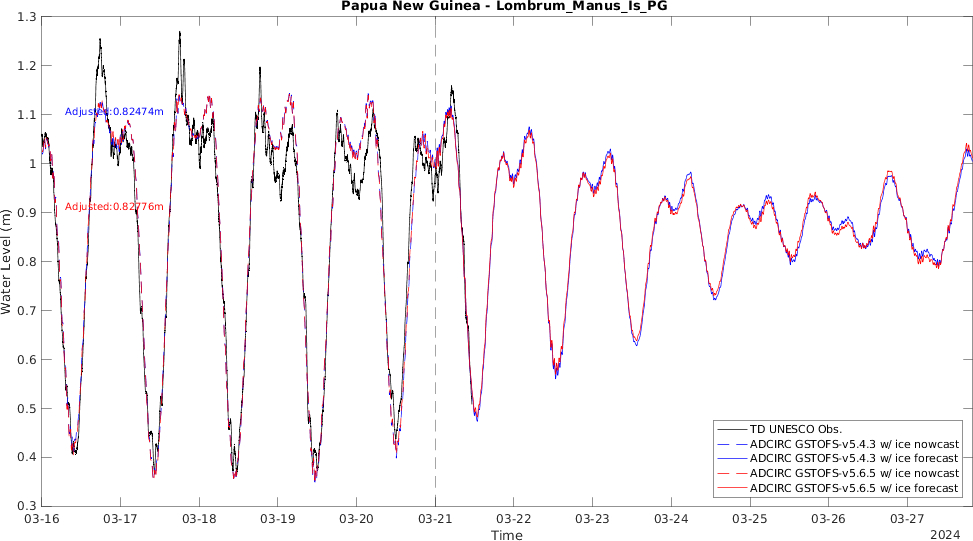 Papua New Guinea - Lombrum_Manus_Is_PG
1.3
1.2
1.1
1
0.9
0.8
0.7
0.6
0.5
0.4
0.3
Water Level (m)
Adjusted:0.82474m
Adjusted:0.82776m
TD UNESCO Obs.
ADCIRC GSTOFS-v5.4.3 w/ ice nowcast
ADCIRC GSTOFS-v5.4.3 w/ ice forecast
ADCIRC GSTOFS-v5.6.5 w/ ice nowcast
ADCIRC GSTOFS-v5.6.5 w/ ice forecast
03-16 03-17 03-18 03-19 03-20 03-21 03-22 03-23 03-24 03-25 03-26 03-27
Time
2024